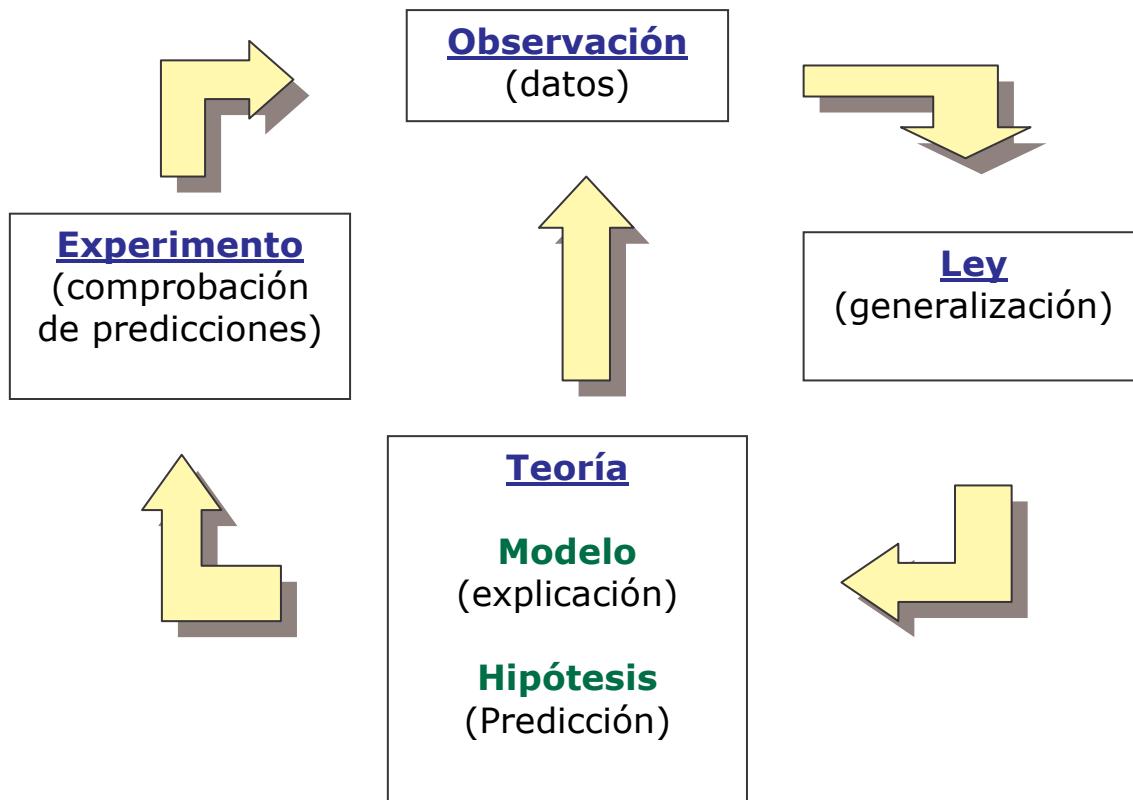 Observación
(datos)
Experimento
(comprobación
de predicciones)
Ley
(generalización)
Teoría
Modelo
(explicación)
Hipótesis
(Predicción)